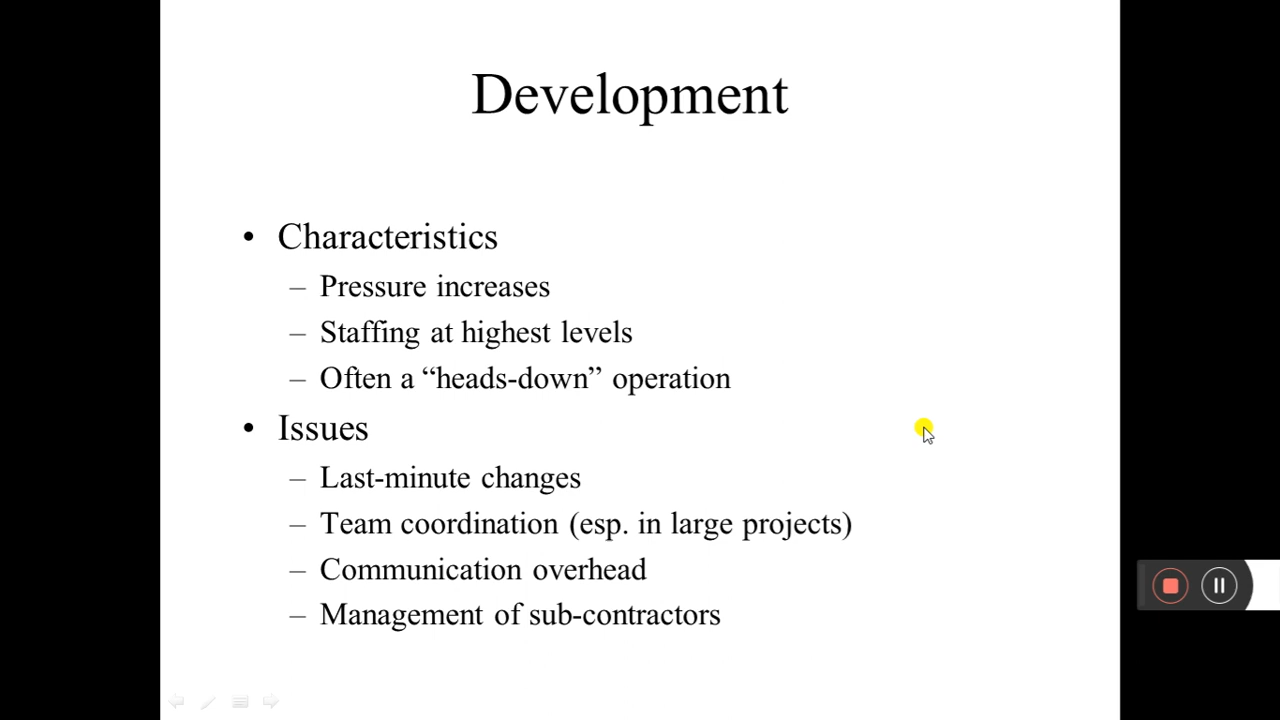 Development
• Characteristics
– Pressure increases
– Staffing at highest levels
– Often a “heads-down” operation
• Issues
– Last-minute changes
– Team coordination (esp. in large projects)
– Communication overhead
– Management of sub-contractors